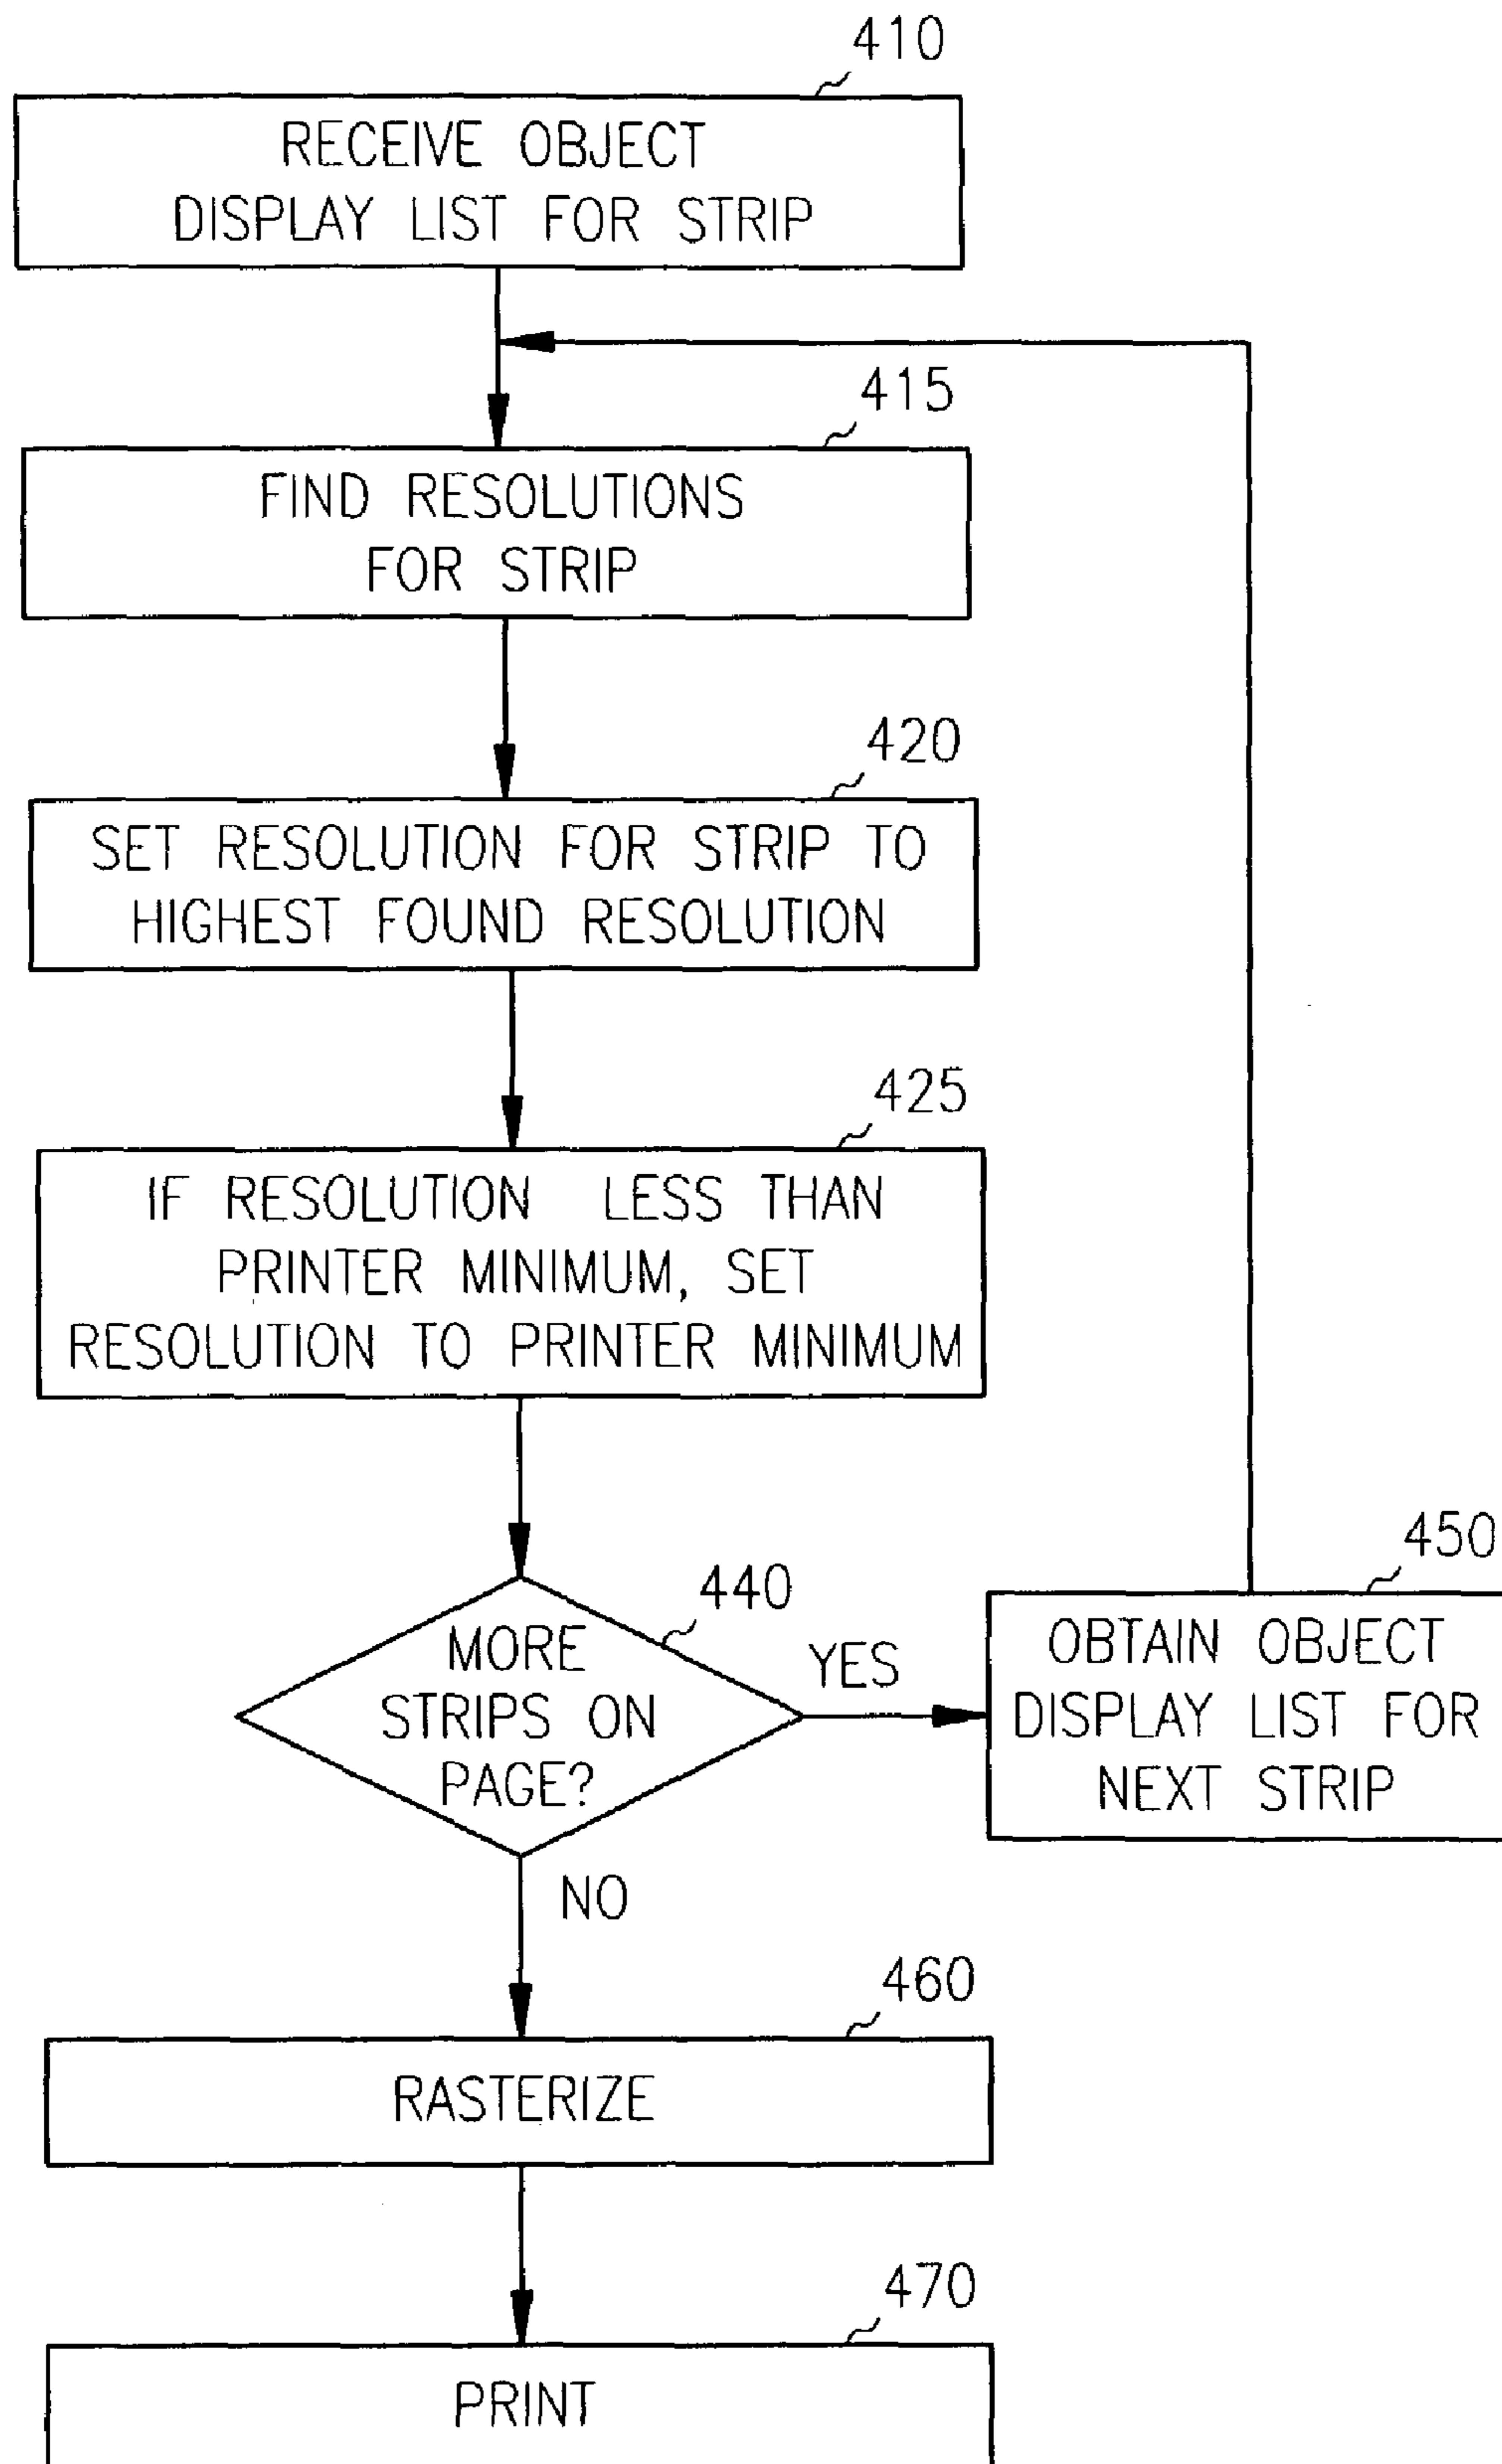 410
RECEIVE OBJECT
DISPLAY LIST FOR STRIP
415
FIND RESOLUTIONS
FOR STRIP
420
SET RESOLUTION FOR STRIP TO
HIGHEST FOUND RESOLUTION
425
IF RESOLUTION LESS THAN
PRINTER MINIMUM, SET
RESOLUTION TO PRINTER MINIMUM
440
MORE
STRIPS ON
PAGE?
YES
450
OBTAIN OBJECT
DISPLAY LIST FOR
NEXT STRIP
NO
460
RASTERIZE
470
PRINT